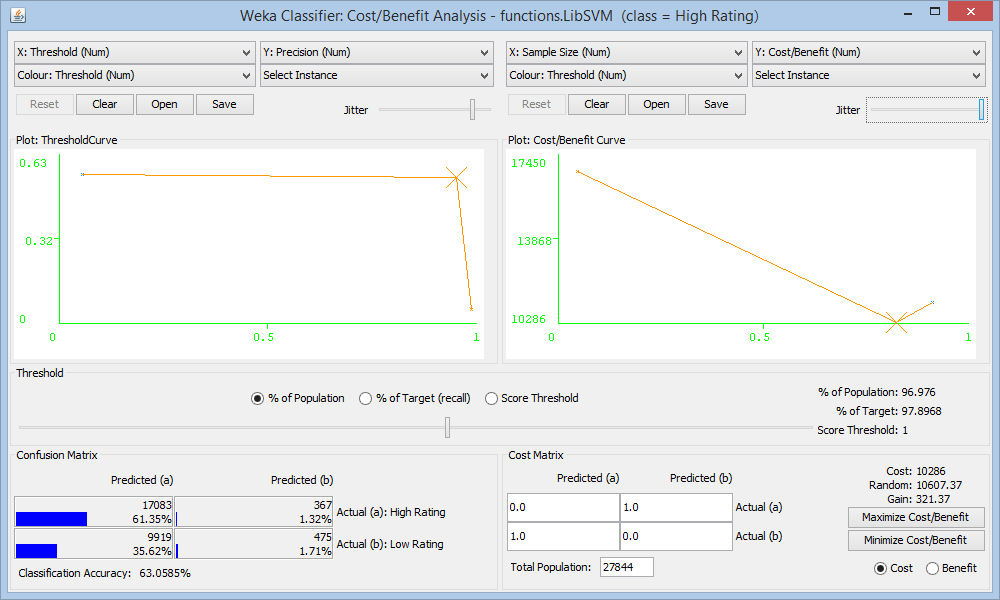 Weka Classifier: Cost/Benefit Analysis - functions.LibSVM (class = High Rating)
X: Threshold (Num) Y: Precision (Num) X: Sample Size (Num) Y: Cost/Benefit (Num)
Colour: Threshold (Num) Select Instance Colour: Threshold (Num) Select Instance
Reset Clear Open Save Jitter Reset Clear Open Save Jitter
Plot: ThresholdCurve Plot: Cost/Benefit Curve
0.63 17450
0.32 13868
0 10286
0 0.5 1 0 0.5 1
Threshold
% of Population % of Target (recall) Score Threshold
% of Population: 96.976
% of Target: 97.8968
Score Threshold: 1
Confusion Matrix
Predicted (a) Predicted (b)
17083 367
61.35% 1.32% Actual (a): High Rating
9919 475
35.62% 1.71% Actual (b): Low Rating
Classification Accuracy: 63.0585%
Cost Matrix
Predicted (a) Predicted (b)
0.0 1.0 Actual (a)
1.0 0.0 Actual (b)
Total Population: 27844
Cost: 10286
Random: 10607.37
Gain: 321.37
Maximize Cost/Benefit
Minimize Cost/Benefit
Cost Benefit